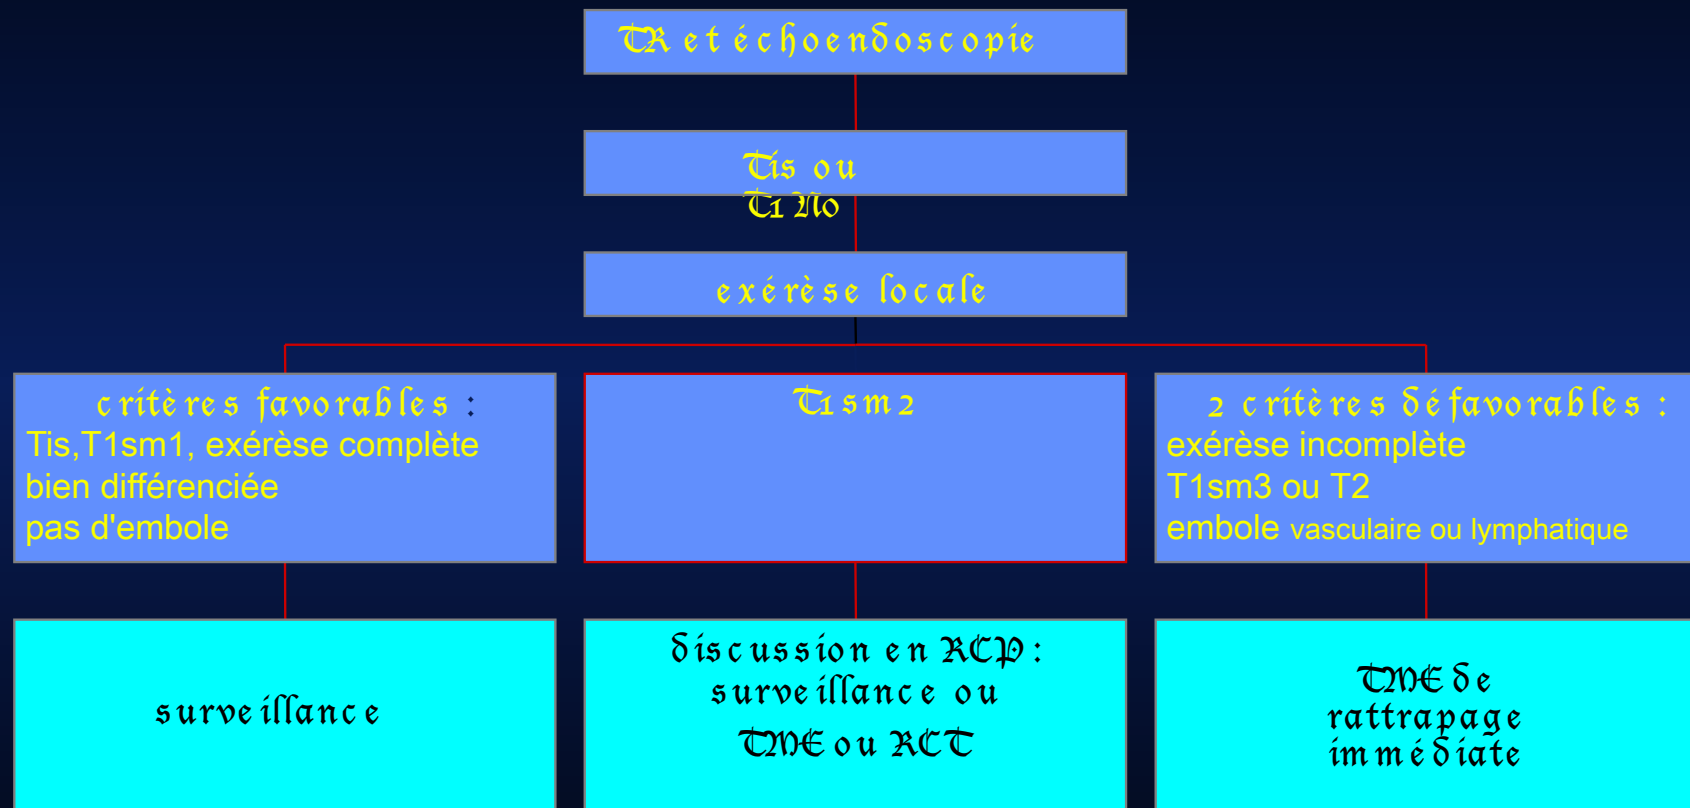 TR et échoendoscopie
Tis ou
T1 N0
exérèse locale
critères favorables :
Tis,T1sm1, exérèse complète
bien différenciée
pas d'embole
T1sm2
2 critères défavorables :
exérèse incomplète
T1sm3 ou T2
embole vasculaire ou lymphatique
surveillance
discussion en RCP:
surveillance ou
TME ou RCT
TME de
rattrapage
immédiate